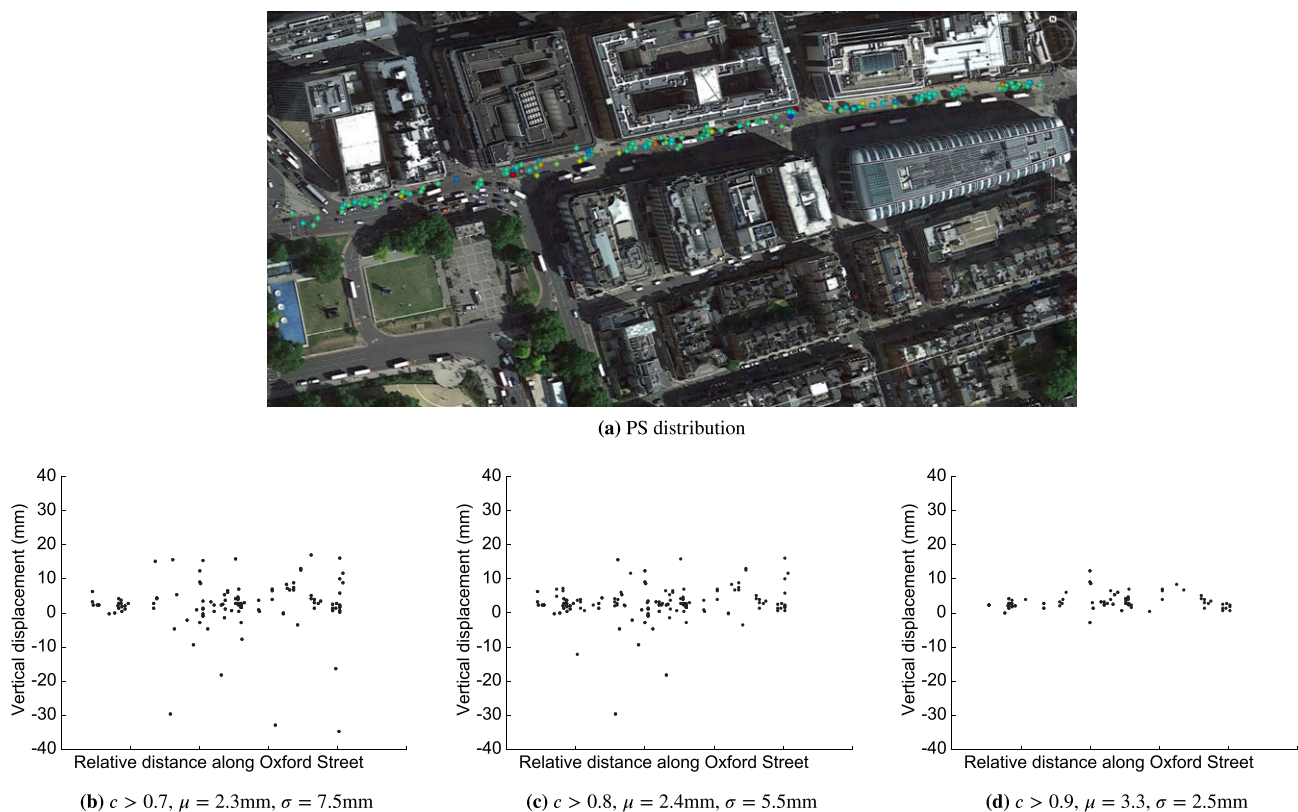 N
(a) PS distribution
40
30
20
10
0
-10
-20
-30
-40
Vertical displacement (mm)
Relative distance along Oxford Street
(b) c > 0.7, μ = 2.3mm, σ = 7.5mm
40
30
20
10
0
-10
-20
-30
-40
Vertical displacement (mm)
Relative distance along Oxford Street
(c) c > 0.8, μ = 2.4mm, σ = 5.5mm
40
30
20
10
0
-10
-20
-30
-40
Vertical displacement (mm)
Relative distance along Oxford Street
(d) c > 0.9, μ = 3.3, σ = 2.5mm